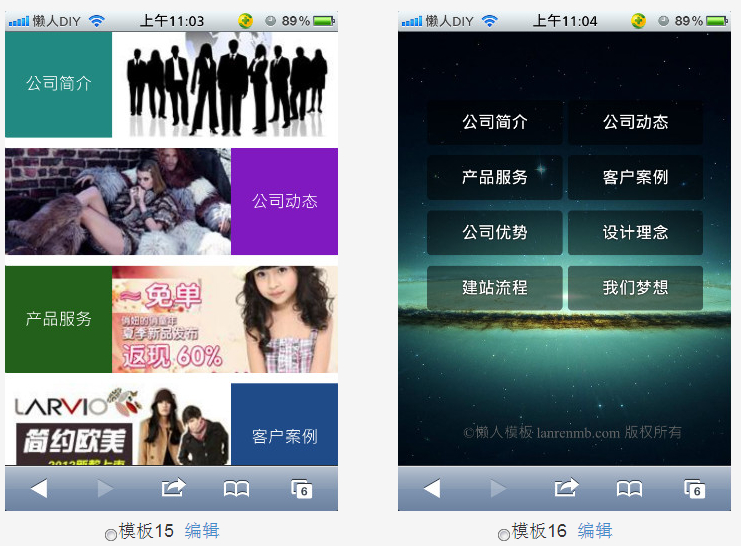 懒人DIY 上午11:03 89%
公司简介
公司动态
产品服务
免单
俏妞的俏童年
夏季新品发布
返现 60%
LARVIO
简约欧美
2012新款上市
客户案例
6
模板15 编辑
懒人DIY 上午11:04 89%
公司简介 公司动态
产品服务 客户案例
公司优势 设计理念
建站流程 我们梦想
©懒人模板 lanrenmb.com 版权所有
6
模板16 编辑